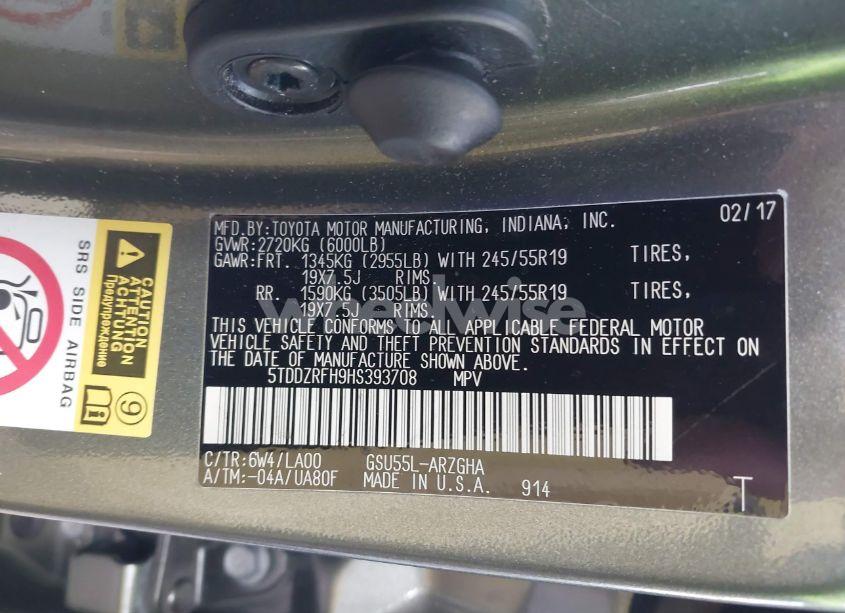 MFD.BY:TOYOTA MOTOR MANUFACTURING, INDIANA, INC. 02/17
GVWR:2720KG (6000LB)
GAWR:FRT. 1345KG (2955LB) WITH 245/55R19 TIRES,
19X7.5J RIMS.
RR. 1590KG (3505LB) WITH 245/55R19 TIRES,
19X7.5J RIMS.
THIS VEHICLE CONFORMS TO ALL APPLICABLE FEDERAL MOTOR
VEHICLE SAFETY AND THEFT PREVENTION STANDARDS IN EFFECT ON
THE DATE OF MANUFACTURE SHOWN ABOVE.
5TDDZRFH9HS393708 MPV
C/TR:6W4/LA00 GSU55L-ARZGHA
A/TM:-04A/UA80F MADE IN U.S.A. 914 T
SRS SIDE AIRBAG
CAUTION
ATTENTION
ACHTUNG
Предупреждение
9
wheelwise